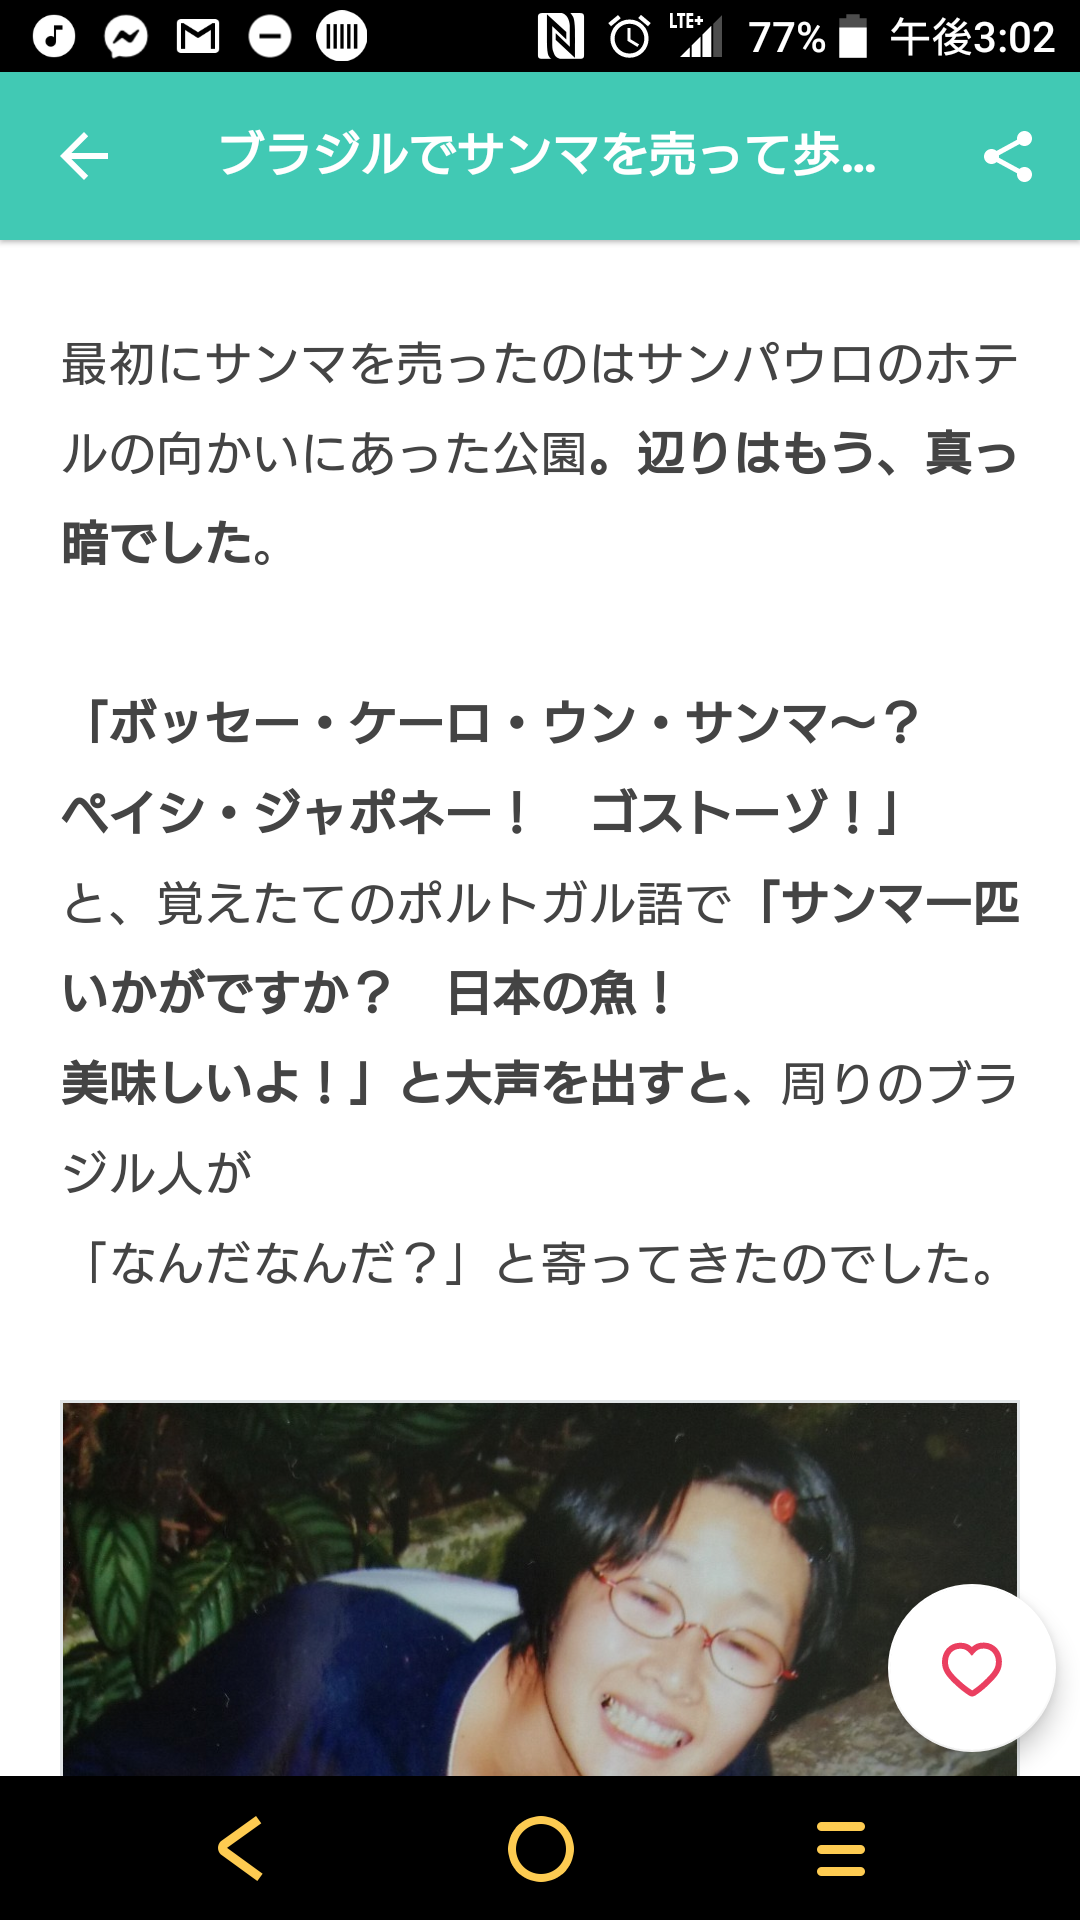 LTE+ 77% 午後3:02
ブラジルでサンマを売って歩...
最初にサンマを売ったのはサンパウロのホテ
ルの向かいにあった公園。辺りはもう、真っ
暗でした。
「ボッセー・ケーロ・ウン・サンマ〜？
ペイシ・ジャポネー！　ゴストーゾ！」
と、覚えたてのポルトガル語で「サンマ一匹
いかがですか？　日本の魚！
美味しいよ！」と大声を出すと、周りのブラ
ジル人が
「なんだなんだ？」と寄ってきたのでした。